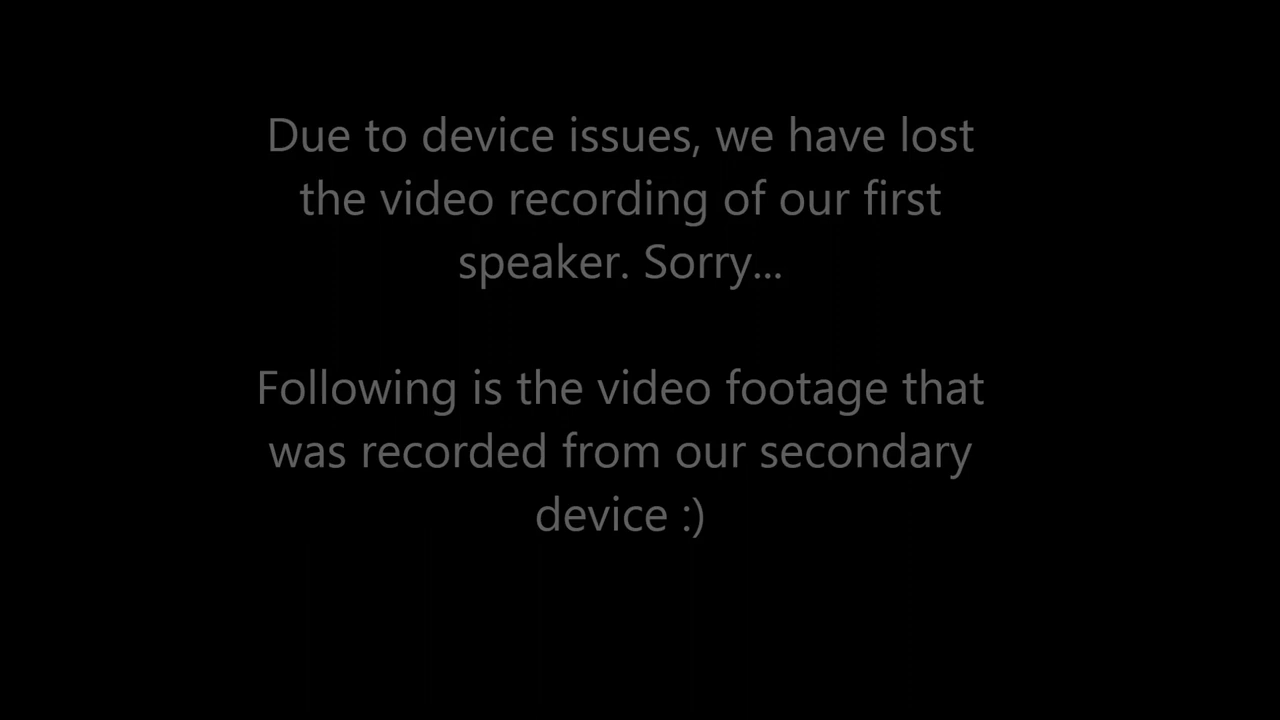 Due to device issues, we have lost
the video recording of our first
speaker. Sorry...
Following is the video footage that
was recorded from our secondary
device :)